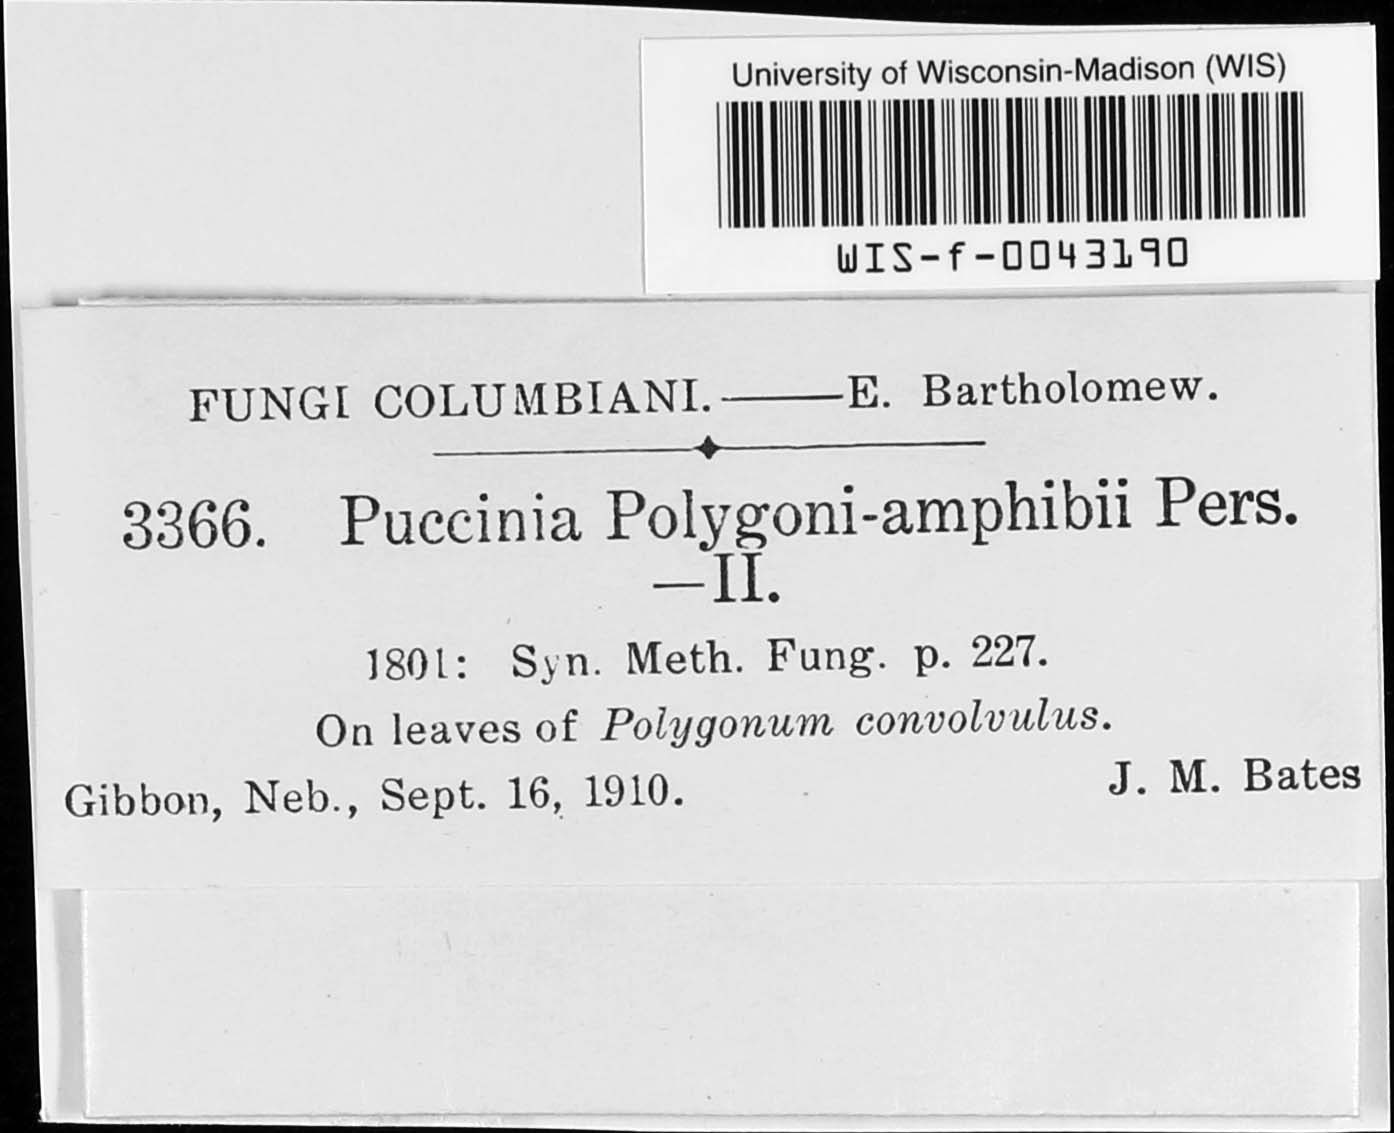 University of Wisconsin-Madison (WIS)
WIS-f-0043190
FUNGI COLUMBIANI.——E. Bartholomew.
3366. Puccinia Polygoni-amphibii Pers.
—II.
1801: Syn. Meth. Fung. p. 227.
On leaves of Polygonum convolvulus.
Gibbon, Neb., Sept. 16, 1910. J. M. Bates